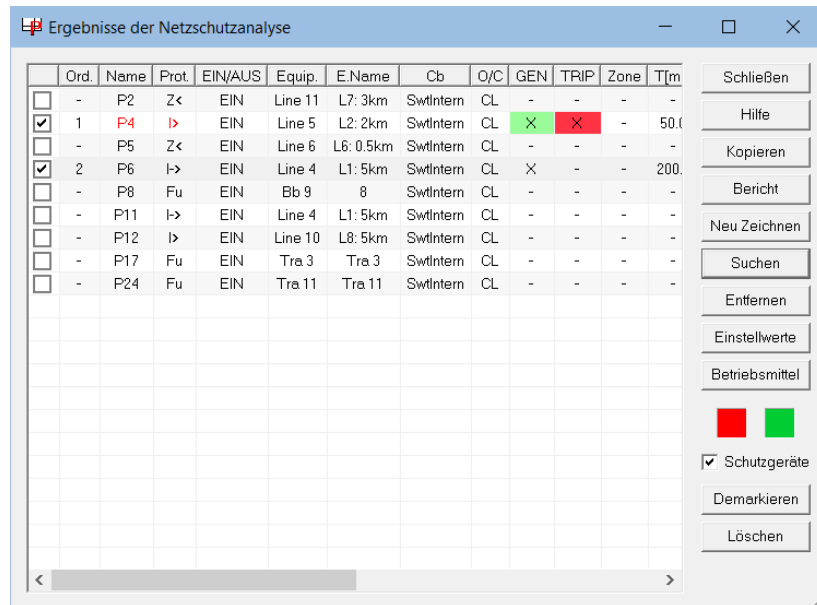 Ergebnisse der Netzschutzanalyse
Ord. Name Prot. EIN/AUS Equip. E.Name Cb O/C GEN TRIP Zone T[m
- P2 Z< EIN Line 11 L7: 3km SwtIntern CL - - - -
1 P4 I> EIN Line 5 L2: 2km SwtIntern CL X X - 50.0
- P5 Z< EIN Line 6 L6: 0.5km SwtIntern CL - - - -
2 P6 I-> EIN Line 4 L1: 5km SwtIntern CL X - - 200.
- P8 Fu EIN Bb 9 8 SwtIntern CL - - - -
- P11 I-> EIN Line 4 L1: 5km SwtIntern CL - - - -
- P12 I> EIN Line 10 L8: 5km SwtIntern CL - - - -
- P17 Fu EIN Tra 3 Tra 3 SwtIntern CL - - - -
- P24 Fu EIN Tra 11 Tra 11 SwtIntern CL - - - -
Schließen
Hilfe
Kopieren
Bericht
Neu Zeichnen
Suchen
Entfernen
Einstellwerte
Betriebsmittel
Schutzgeräte
Demarkieren
Löschen